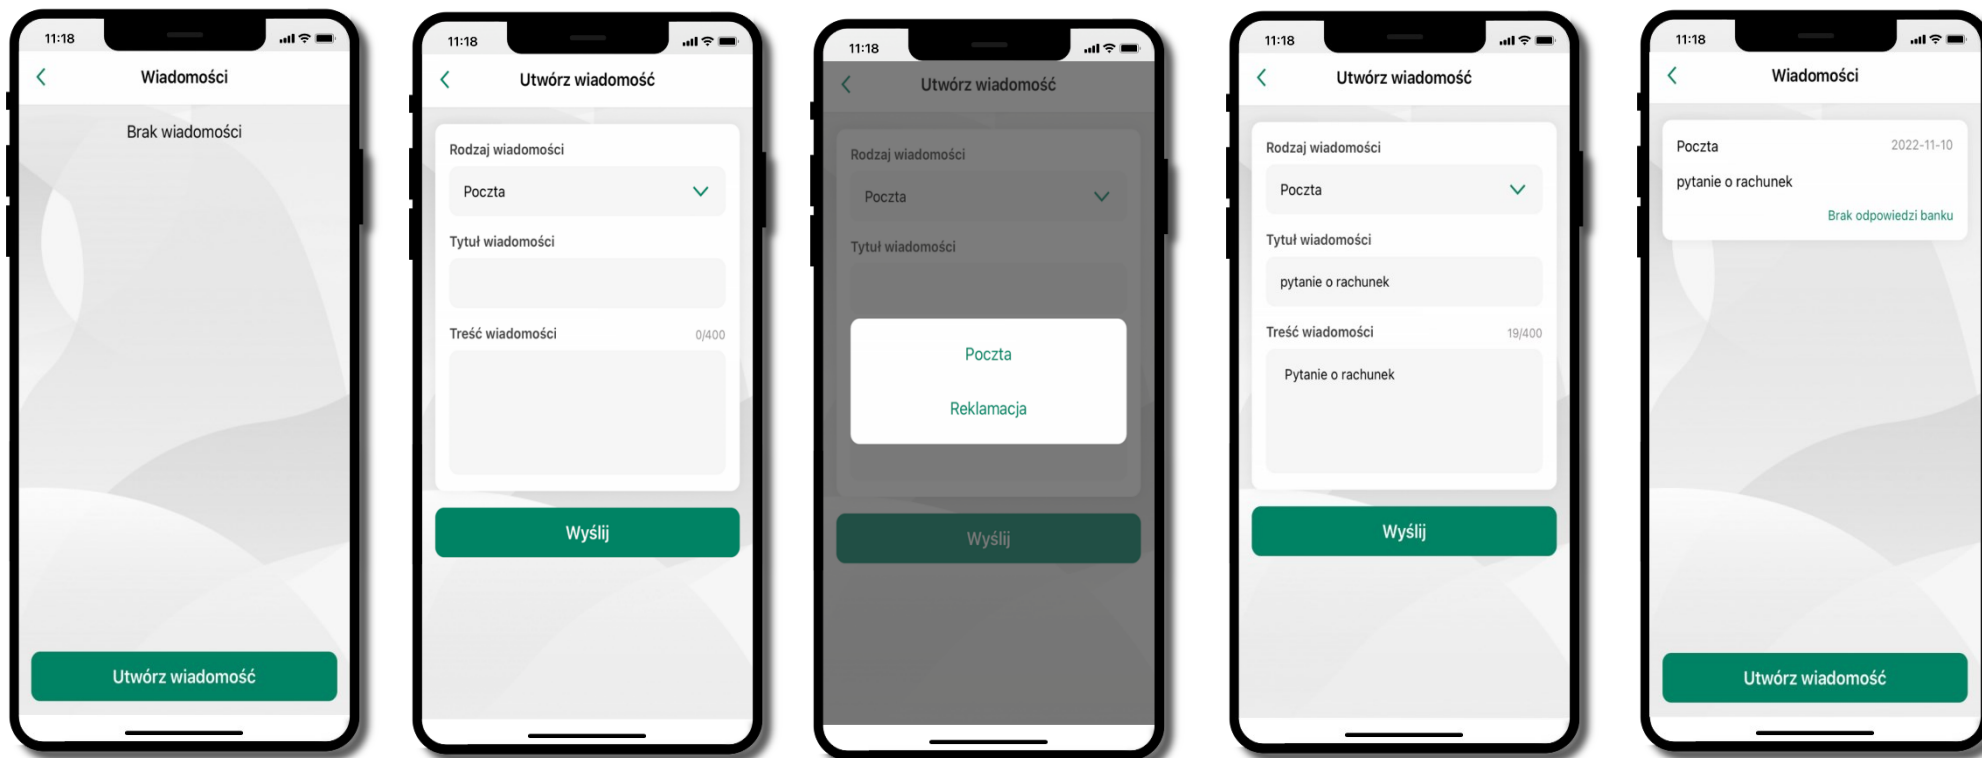 11:18
Wiadomości
Brak wiadomości
Utwórz wiadomość
11:18
Utwórz wiadomość
Rodzaj wiadomości
Poczta
Tytuł wiadomości
Treść wiadomości 0/400
Wyślij
11:18
Utwórz wiadomość
Rodzaj wiadomości
Poczta
Tytuł wiadomości
Poczta
Reklamacja
Wyślij
11:18
Utwórz wiadomość
Rodzaj wiadomości
Poczta
Tytuł wiadomości
pytanie o rachunek
Treść wiadomości 19/400
Pytanie o rachunek
Wyślij
11:18
Wiadomości
Poczta 2022-11-10
pytanie o rachunek
Brak odpowiedzi banku
Utwórz wiadomość